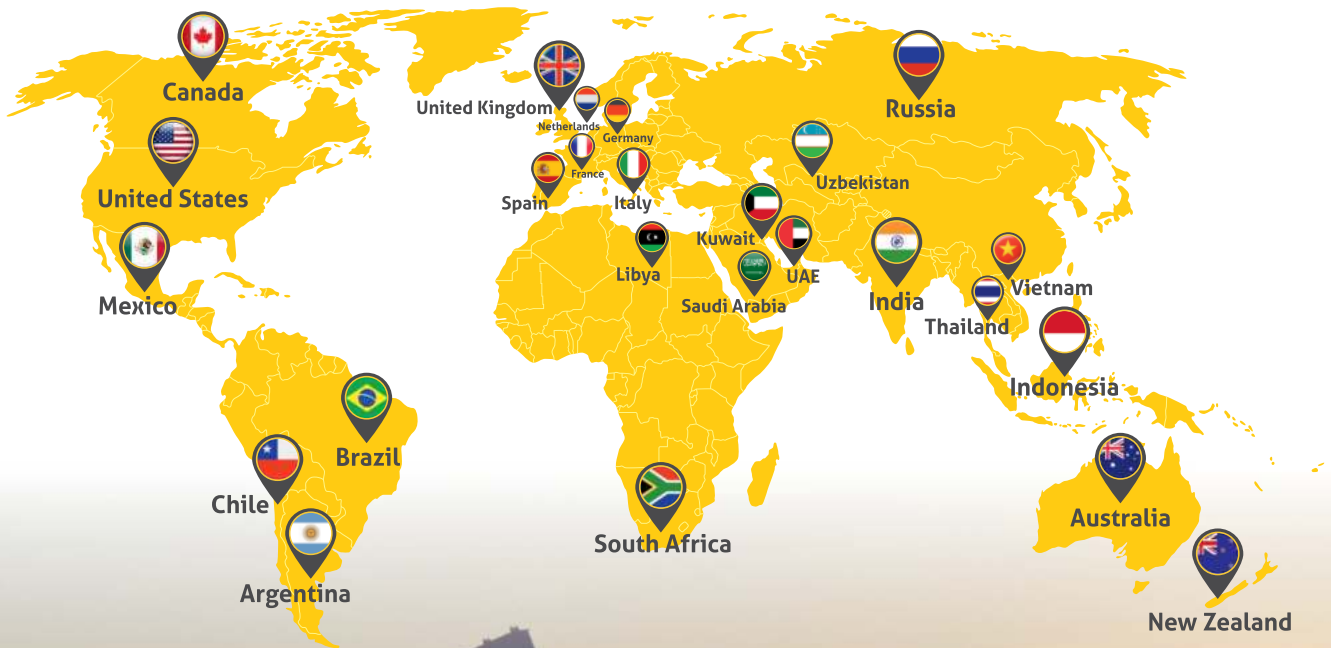 Canada
United Kingdom
Russia
Netherlands
Germany
France
United States
Spain
Italy
Uzbekistan
Kuwait
Libya
UAE
Saudi Arabia
Mexico
India
Vietnam
Thailand
Indonesia
Brazil
Chile
South Africa
Australia
Argentina
New Zealand